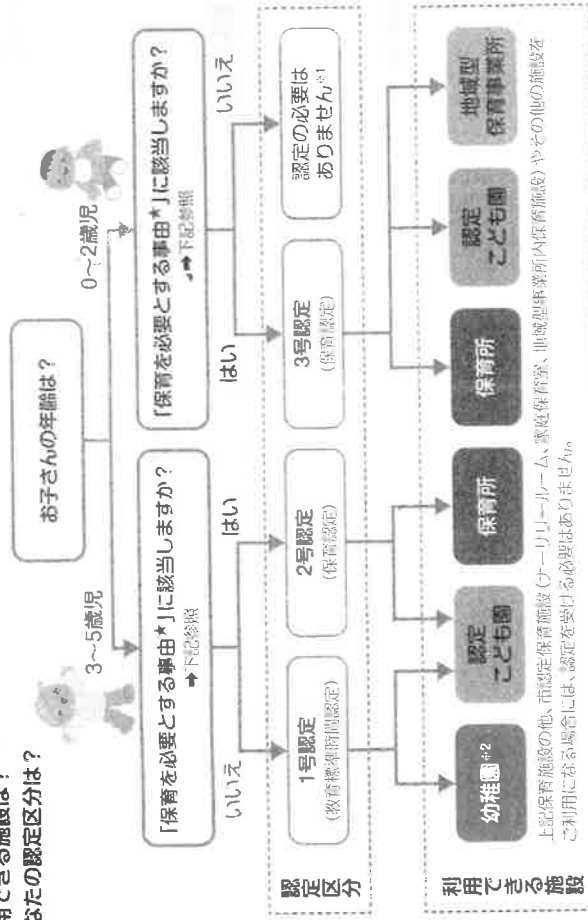 用できる施設は？
なたの認定区分は？
お子さんの年齢は？
3～5歳児
0～2歳児
「保育を必要とする事由*」に該当しますか？
➡下記参照
「保育を必要とする事由*」に該当しますか？
➡下記参照
いいえ
はい
はい
いいえ
認定区分
1号認定
(教育標準時間認定)
2号認定
(保育認定)
3号認定
(保育認定)
認定の必要は
ありません※1
利用できる施設
幼稚園※2
認定
こども園
保育所
保育所
認定
こども園
地域型
保育事業所
上記保育施設の他、市認定保育施設(ナーサリールーム、家庭保育室、地域型事業所内保育施設)やその他の施設を
ご利用になる場合には、認定を受ける必要はありません。